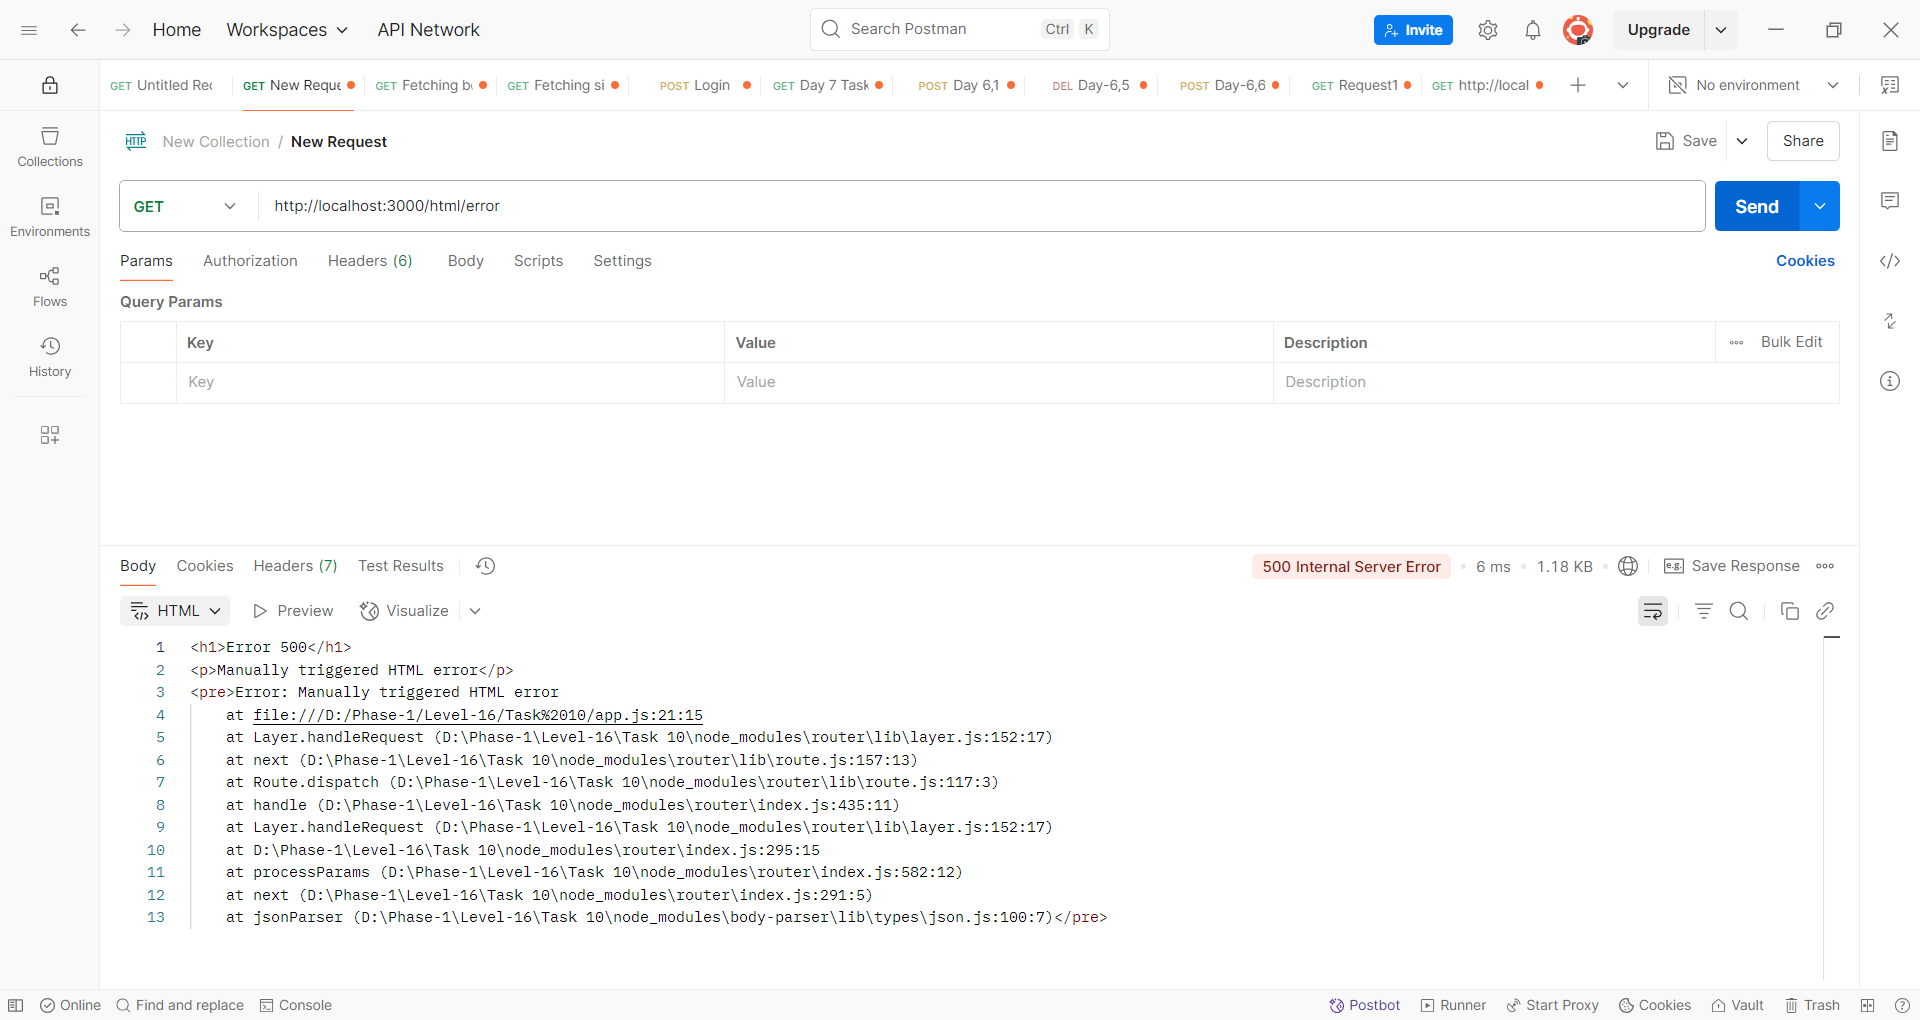 Home Workspaces API Network Search Postman Ctrl K Invite Upgrade
GET Untitled Rec GET New Reque GET Fetching b GET Fetching si POST Login GET Day 7 Task POST Day 6,1 DEL Day-6,5 POST Day-6,6 GET Request1 GET http://local No environment
Collections
Environments
Flows
History
HTTP New Collection / New Request Save Share
GET http://localhost:3000/html/error Send
Params Authorization Headers (6) Body Scripts Settings Cookies
Query Params
Key Value Description Bulk Edit
Key Value Description
Body Cookies Headers (7) Test Results 500 Internal Server Error 6 ms 1.18 KB e.g. Save Response
HTML Preview Visualize
1 <h1>Error 500</h1>
2 <p>Manually triggered HTML error</p>
3 <pre>Error: Manually triggered HTML error
4 at file:///D:/Phase-1/Level-16/Task%2010/app.js:21:15
5 at Layer.handleRequest (D:\Phase-1\Level-16\Task 10\node_modules\router\lib\layer.js:152:17)
6 at next (D:\Phase-1\Level-16\Task 10\node_modules\router\lib\route.js:157:13)
7 at Route.dispatch (D:\Phase-1\Level-16\Task 10\node_modules\router\lib\route.js:117:3)
8 at handle (D:\Phase-1\Level-16\Task 10\node_modules\router\index.js:435:11)
9 at Layer.handleRequest (D:\Phase-1\Level-16\Task 10\node_modules\router\lib\layer.js:152:17)
10 at D:\Phase-1\Level-16\Task 10\node_modules\router\index.js:295:15
11 at processParams (D:\Phase-1\Level-16\Task 10\node_modules\router\index.js:582:12)
12 at next (D:\Phase-1\Level-16\Task 10\node_modules\router\index.js:291:5)
13 at jsonParser (D:\Phase-1\Level-16\Task 10\node_modules\body-parser\lib\types\json.js:100:7)</pre>
Online Find and replace Console Postbot Runner Start Proxy Cookies Vault Trash